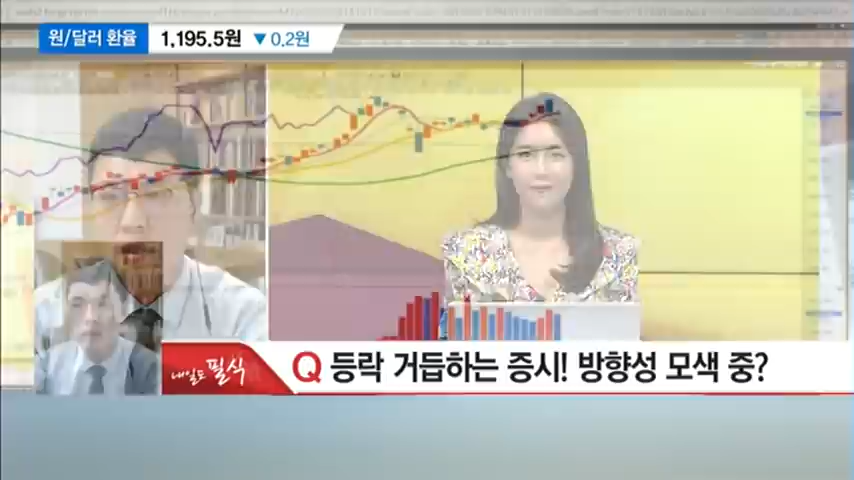 원/달러 환율 1,195.5원 ▼0.2원
내일도 필식
Q 등락 거듭하는 증시! 방향성 모색 중?